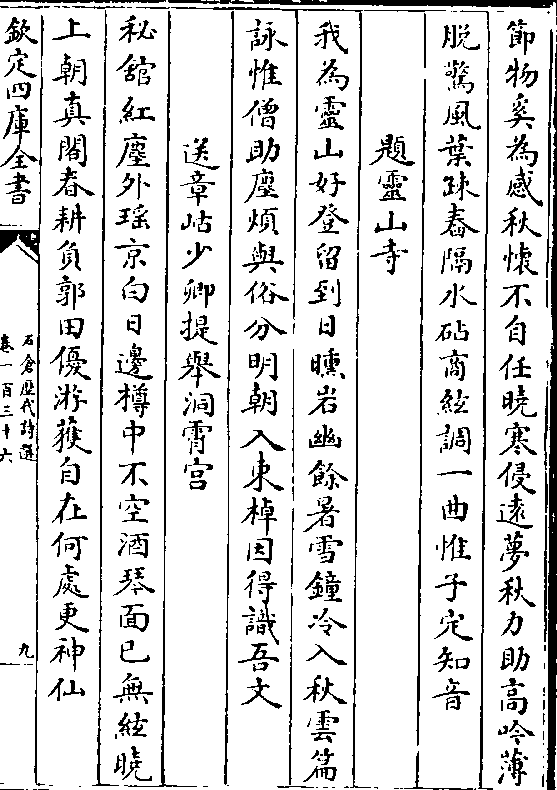 節物奚為感秋懷不自任曉寒侵遠夢秋力助高吟薄
脫驚風葉疎舂隔水砧商絃調一曲惟子定知音
題靈山寺
我為靈山好登留到日曛岩幽餘暑雪鐘冷入秋雲篇
詠惟僧助塵煩與俗分明朝入東棹因得識吾文
送章岵少卿提舉洞霄宮
秘館紅塵外瑶京白日邊樽中不空酒琴面已無絃曉
上朝真閣春耕負郭田優游獲自在何處更神仙
欽定四庫全書
石倉歷代詩選
卷一百三十六
九